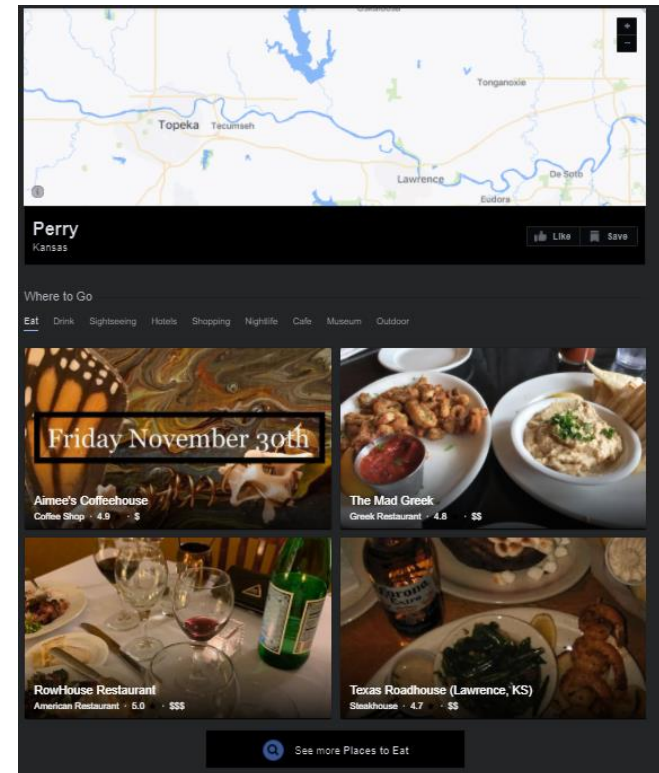 Tonganoxie
Topeka Tecumseh
Lawrence
De Soto
Eudora
Perry
Kansas
Like
Save
Where to Go
Eat Drink Sightseeing Hotels Shopping Nightlife Cafe Museum Outdoor
Friday November 30th
Aimee's Coffeehouse
Coffee Shop · 4.9 · $
The Mad Greek
Greek Restaurant · 4.8 · $$
RowHouse Restaurant
American Restaurant · 5.0 · $$$
Corona
Extra
Texas Roadhouse (Lawrence, KS)
Steakhouse · 4.7 · $$
See more Places to Eat